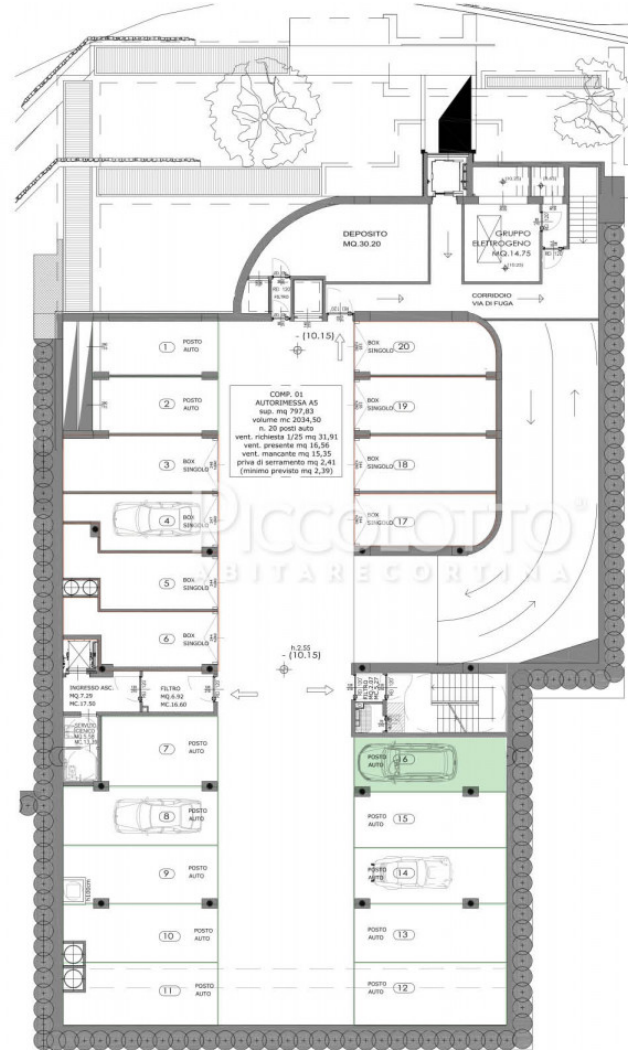 DEPOSITO
MQ.30.20
GRUPPO
ELETTROGENO
MQ.14.75
CORRIDOIO
VIA DI FUGA
- (10.15)
1 POSTO
AUTO
2 POSTO
AUTO
3 BOX
SINGOLO
4 BOX
SINGOLO
5 BOX
SINGOLO
6 BOX
SINGOLO
COMP. 01
AUTORIMESSA A5
sup. mq 797,83
volume mc 2034,50
n. 20 posti auto
vent. richiesta 1/25 mq 31,91
vent. presente mq 16,56
vent. mancante mq 15,35
priva di serramento mq 2,41
(minimo previsto mq 2,39)
BOX
SINGOLO 20
BOX
SINGOLO 19
BOX
SINGOLO 18
BOX
SINGOLO 17
PICCOLOTTO
ABITARECORTINA
h.2,55
- (10.15)
INGRESSO ASC.
MQ.7.29
MC.17.50
FILTRO
MQ.6.92
MC.16.60
FILTRO
SERVIZIO
IGIENICO
7 POSTO
AUTO
8 POSTO
AUTO
9 POSTO
AUTO
10 POSTO
AUTO
11 POSTO
AUTO
POSTO
AUTO 6
POSTO
AUTO 15
POSTO
AUTO 14
POSTO
AUTO 13
POSTO
AUTO 12